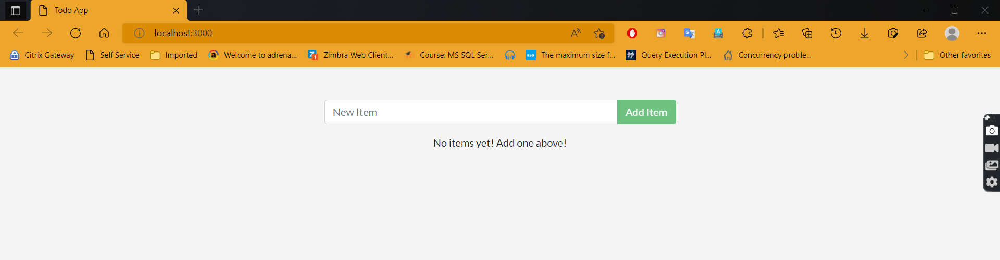 Todo App
localhost:3000
Citrix Gateway Self Service Imported Welcome to adrena... Zimbra Web Client... Course: MS SQL Ser... The maximum size f... Query Execution Pl... Concurrency proble... Other favorites
New Item Add Item
No items yet! Add one above!